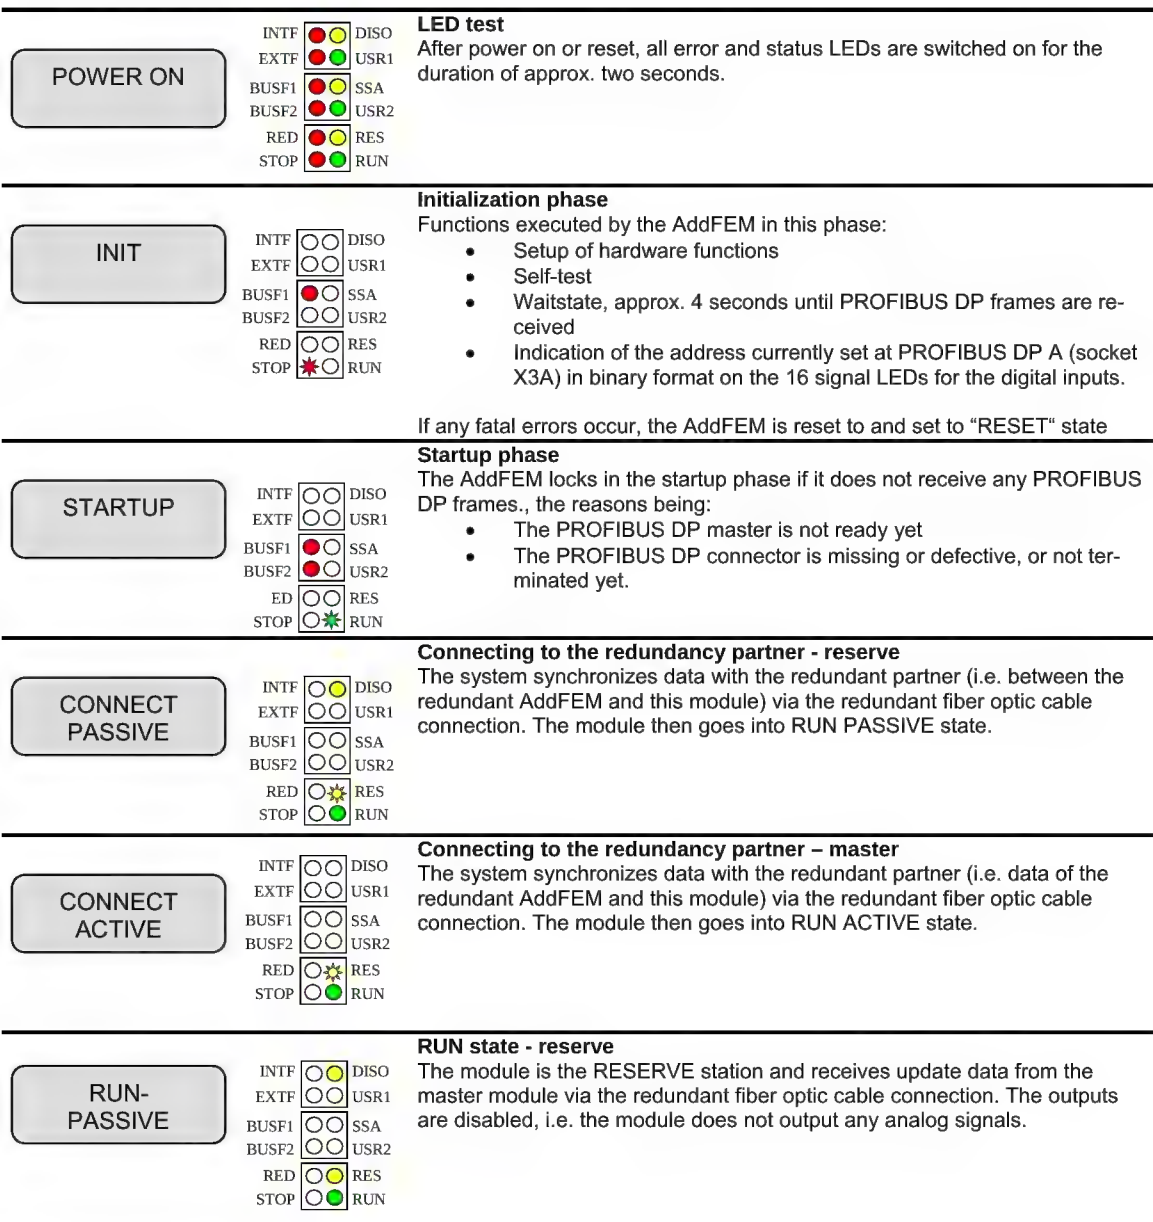 LED test
After power on or reset, all error and status LEDs are switched on for the
duration of approx. two seconds.
POWER ON
INTF DISO
EXTF USR1
BUSF1 SSA
BUSF2 USR2
RED RES
STOP RUN
Initialization phase
Functions executed by the AddFEM in this phase:
• Setup of hardware functions
• Self-test
• Waitstate, approx. 4 seconds until PROFIBUS DP frames are re-
ceived
• Indication of the address currently set at PROFIBUS DP A (socket
X3A) in binary format on the 16 signal LEDs for the digital inputs.
If any fatal errors occur, the AddFEM is reset to and set to “RESET“ state
INIT
INTF DISO
EXTF USR1
BUSF1 SSA
BUSF2 USR2
RED RES
STOP RUN
Startup phase
The AddFEM locks in the startup phase if it does not receive any PROFIBUS
DP frames., the reasons being:
• The PROFIBUS DP master is not ready yet
• The PROFIBUS DP connector is missing or defective, or not ter-
minated yet.
STARTUP
INTF DISO
EXTF USR1
BUSF1 SSA
BUSF2 USR2
ED RES
STOP RUN
Connecting to the redundancy partner - reserve
The system synchronizes data with the redundant partner (i.e. between the
redundant AddFEM and this module) via the redundant fiber optic cable
connection. The module then goes into RUN PASSIVE state.
CONNECT
PASSIVE
INTF DISO
EXTF USR1
BUSF1 SSA
BUSF2 USR2
RED RES
STOP RUN
Connecting to the redundancy partner – master
The system synchronizes data with the redundant partner (i.e. data of the
redundant AddFEM and this module) via the redundant fiber optic cable
connection. The module then goes into RUN ACTIVE state.
CONNECT
ACTIVE
INTF DISO
EXTF USR1
BUSF1 SSA
BUSF2 USR2
RED RES
STOP RUN
RUN state - reserve
The module is the RESERVE station and receives update data from the
master module via the redundant fiber optic cable connection. The outputs
are disabled, i.e. the module does not output any analog signals.
RUN-
PASSIVE
INTF DISO
EXTF USR1
BUSF1 SSA
BUSF2 USR2
RED RES
STOP RUN